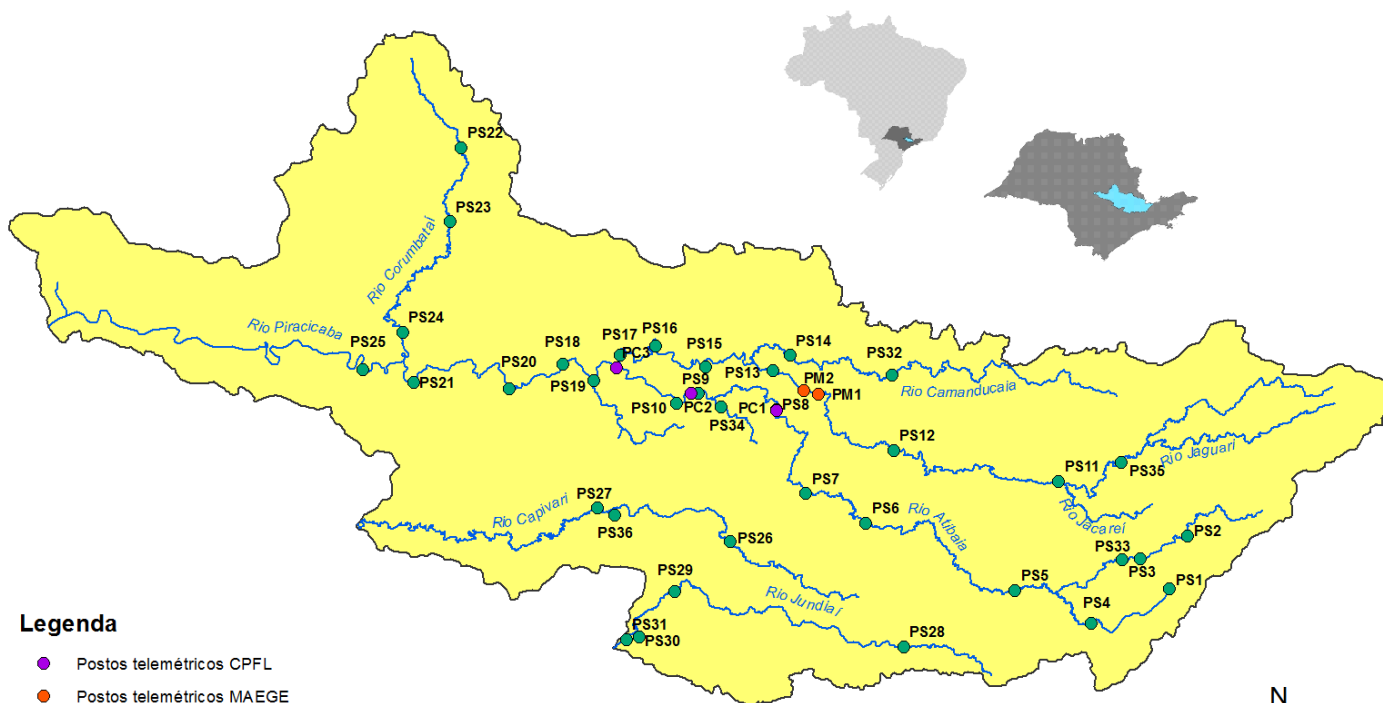 PS22
PS23
Rio Corumbataí
PS24
Rio Piracicaba
PS25
PS21
PS20
PS18
PS19
PS17
PC3
PS16
PS15
PS14
PS32
PS13
PM2
PM1
Rio Camanducaia
PS9
PS10
PC2
PS34
PC1
PS8
PS12
PS11
PS35
Rio Jaguari
Rio Jacareí
PS7
PS6
Rio Atibaia
PS27
Rio Capivari
PS36
PS26
PS2
PS33
PS3
PS1
PS5
PS4
PS29
Rio Jundiaí
PS28
PS31
PS30
Legenda
Postos telemétricos CPFL
Postos telemétricos MAEGE
N